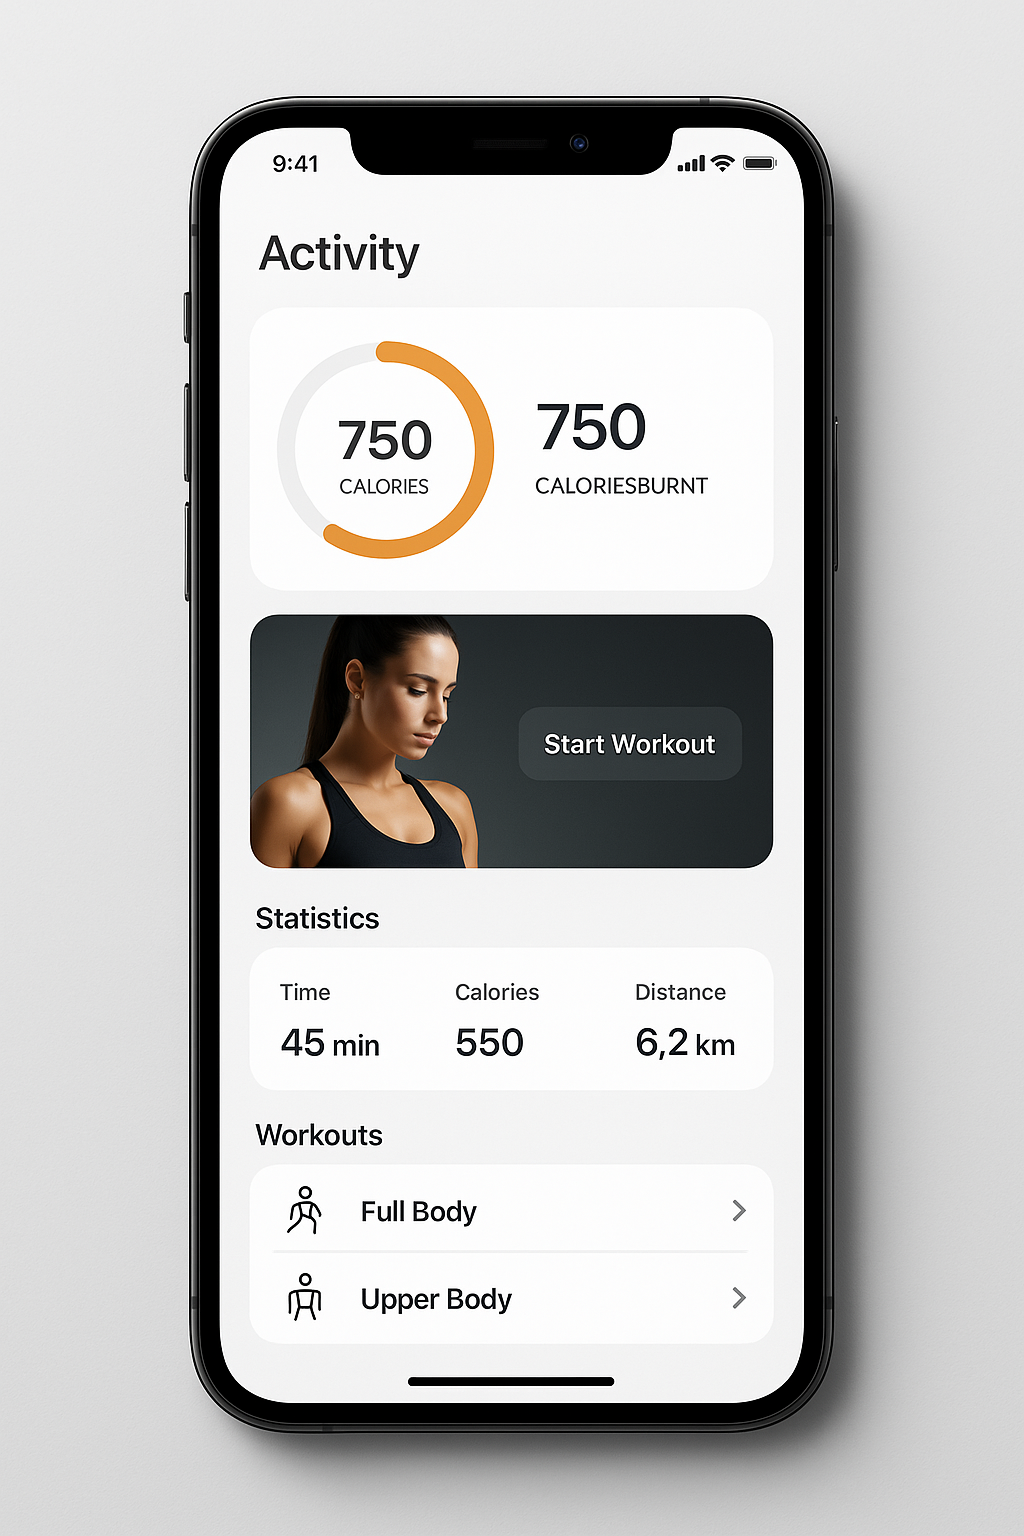 9:41
Activity
750
CALORIES
750
CALORIESBURNT
Start Workout
Statistics
Time
Calories
Distance
45 min
550
6,2 km
Workouts
Full Body
Upper Body